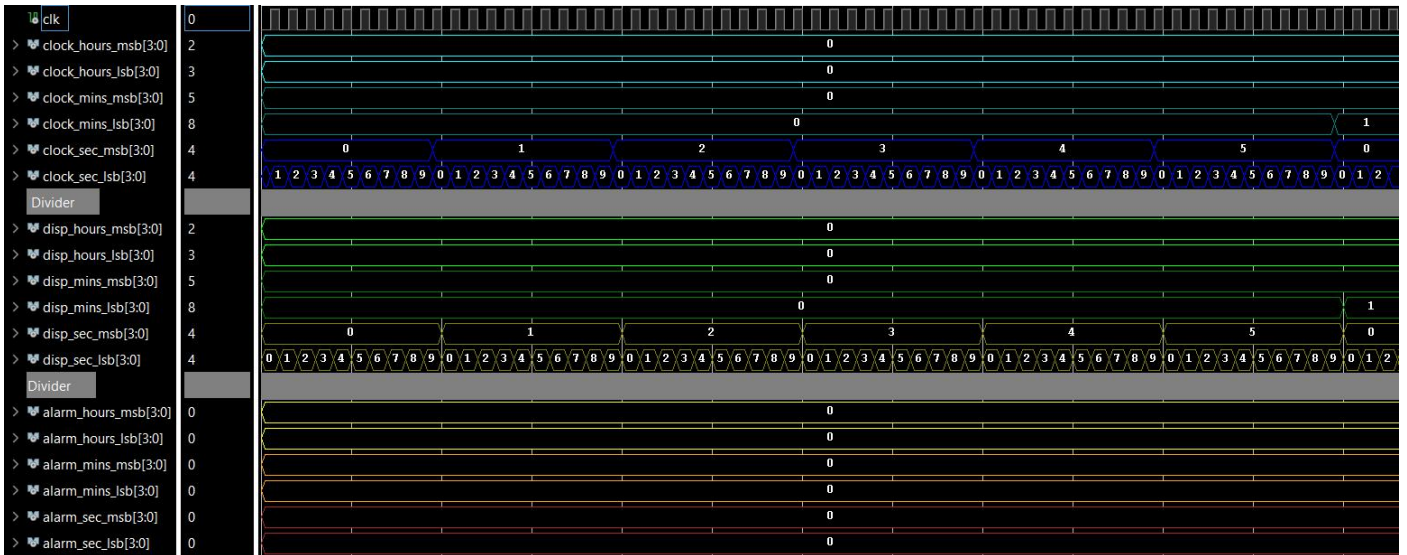 clk 0
clock_hours_msb[3:0] 2 0
clock_hours_lsb[3:0] 3 0
clock_mins_msb[3:0] 5 0
clock_mins_lsb[3:0] 8 0 1
clock_sec_msb[3:0] 4 0 1 2 3 4 5 0
clock_sec_lsb[3:0] 4 1 2 3 4 5 6 7 8 9 0 1 2 3 4 5 6 7 8 9 0 1 2 3 4 5 6 7 8 9 0 1 2 3 4 5 6 7 8 9 0 1 2 3 4 5 6 7 8 9 0 1 2 3 4 5 6 7 8 9 0 1 2
Divider
disp_hours_msb[3:0] 2 0
disp_hours_lsb[3:0] 3 0
disp_mins_msb[3:0] 5 0
disp_mins_lsb[3:0] 8 0 1
disp_sec_msb[3:0] 4 0 1 2 3 4 5 0
disp_sec_lsb[3:0] 4 0 1 2 3 4 5 6 7 8 9 0 1 2 3 4 5 6 7 8 9 0 1 2 3 4 5 6 7 8 9 0 1 2 3 4 5 6 7 8 9 0 1 2 3 4 5 6 7 8 9 0 1 2 3 4 5 6 7 8 9 0 1 2
Divider
alarm_hours_msb[3:0] 0 0
alarm_hours_lsb[3:0] 0 0
alarm_mins_msb[3:0] 0 0
alarm_mins_lsb[3:0] 0 0
alarm_sec_msb[3:0] 0 0
alarm_sec_lsb[3:0] 0 0